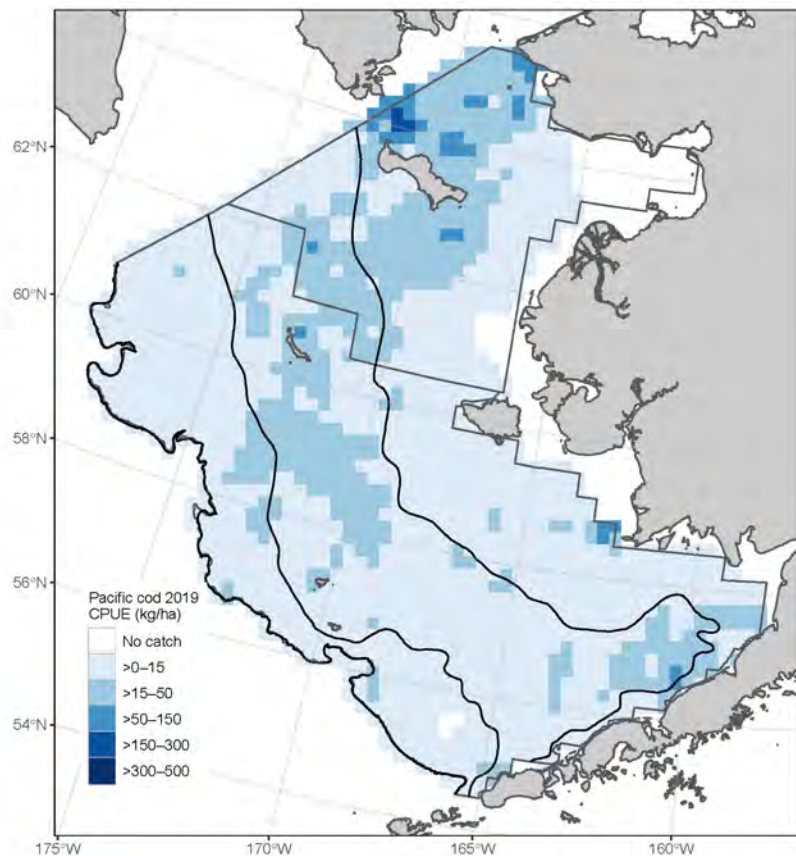 62°N
60°N
58°N
56°N
54°N
Pacific cod 2019
CPUE (kg/ha)
No catch
>0–15
>15–50
>50–150
>150–300
>300–500
175°W
170°W
165°W
160°W